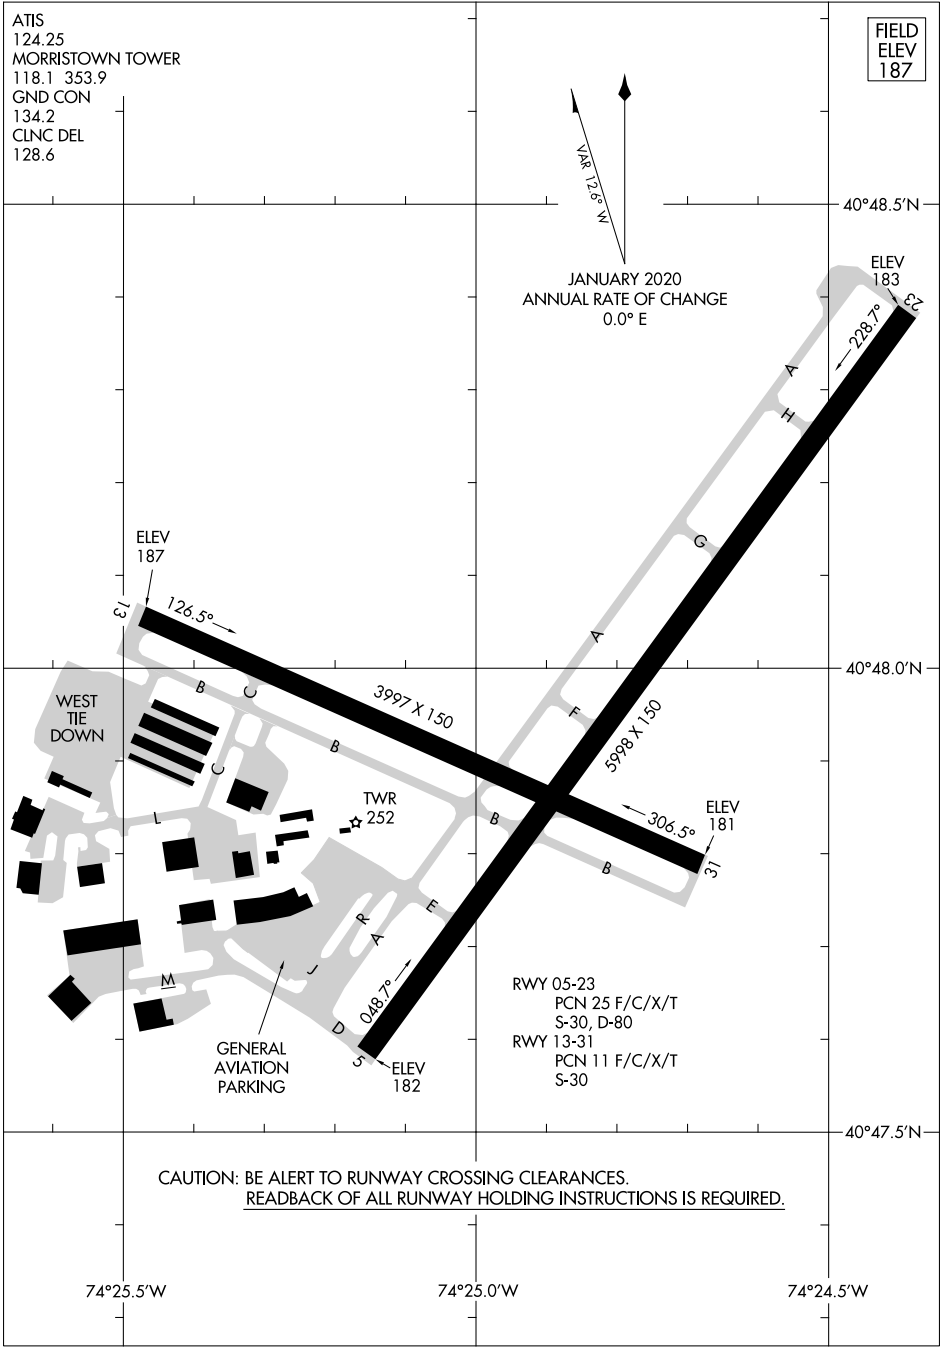 ATIS
124.25
MORRISTOWN TOWER
118.1 353.9
GND CON
134.2
CLNC DEL
128.6
FIELD
ELEV
187
VAR 12.6° W
40°48.5'N
JANUARY 2020
ANNUAL RATE OF CHANGE
0.0° E
ELEV
183
23
228.7°
A
H
G
ELEV
187
13
126.5°
A
40°48.0'N
WEST
TIE
DOWN
B
C
3997 X 150
F
5998 X 150
B
C
L
TWR
252
B
306.5°
ELEV
181
B
31
E
R
A
J
M
048.7°
D
5
ELEV
182
GENERAL
AVIATION
PARKING
RWY 05-23
PCN 25 F/C/X/T
S-30, D-80
RWY 13-31
PCN 11 F/C/X/T
S-30
40°47.5'N
CAUTION: BE ALERT TO RUNWAY CROSSING CLEARANCES.
READBACK OF ALL RUNWAY HOLDING INSTRUCTIONS IS REQUIRED.
74°25.5'W
74°25.0'W
74°24.5'W